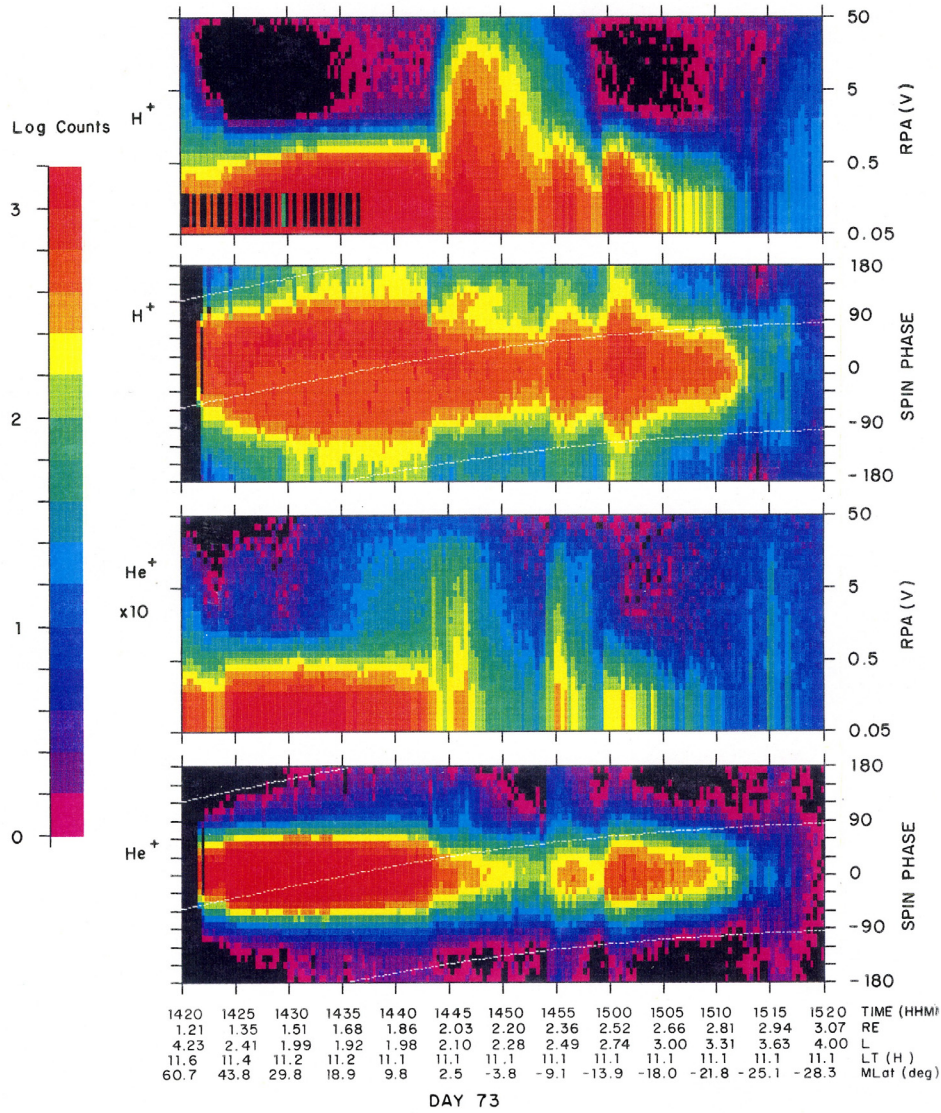 50
5
0.5
0.05
RPA (V)
H+
Log Counts
3
2
1
0
180
90
0
-90
-180
SPIN PHASE
H+
50
5
0.5
0.05
RPA (V)
He+
x10
180
90
0
-90
-180
SPIN PHASE
He+
1420 1425 1430 1435 1440 1445 1450 1455 1500 1505 1510 1515 1520 TIME (HHM
1.21 1.35 1.51 1.68 1.86 2.03 2.20 2.36 2.52 2.66 2.81 2.94 3.07 RE
4.23 2.41 1.99 1.92 1.98 2.10 2.28 2.49 2.74 3.00 3.31 3.63 4.00 L
11.6 11.4 11.2 11.2 11.1 11.1 11.1 11.1 11.1 11.1 11.1 11.1 11.1 LT (H)
60.7 43.8 29.8 18.9 9.8 2.5 -3.8 -9.1 -13.9 -18.0 -21.8 -25.1 -28.3 MLat (deg)
DAY 73